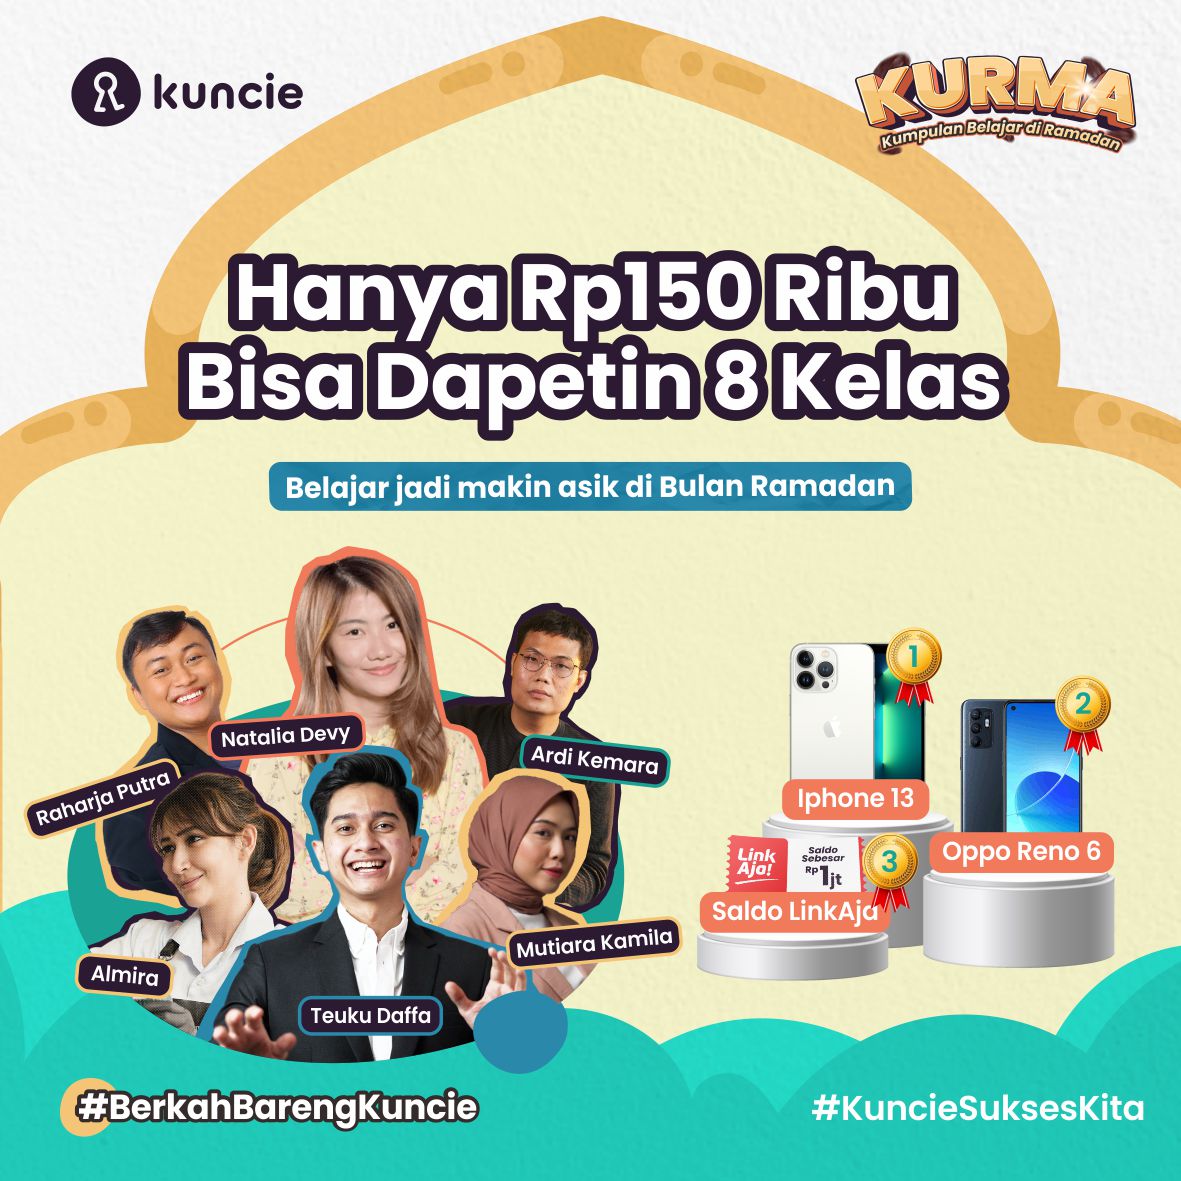 kuncie
KURMA
Kumpulan Belajar di Ramadan
Hanya Rp150 Ribu
Bisa Dapetin 8 Kelas
Belajar jadi makin asik di Bulan Ramadan
Natalia Devy
Ardi Kemara
Raharja Putra
Almira
Mutiara Kamila
Teuku Daffa
1
Iphone 13
2
Oppo Reno 6
Link
Aja!
Saldo
Sebesar
Rp1jt
3
Saldo LinkAja
#BerkahBarengKuncie
#KuncieSuksesKita